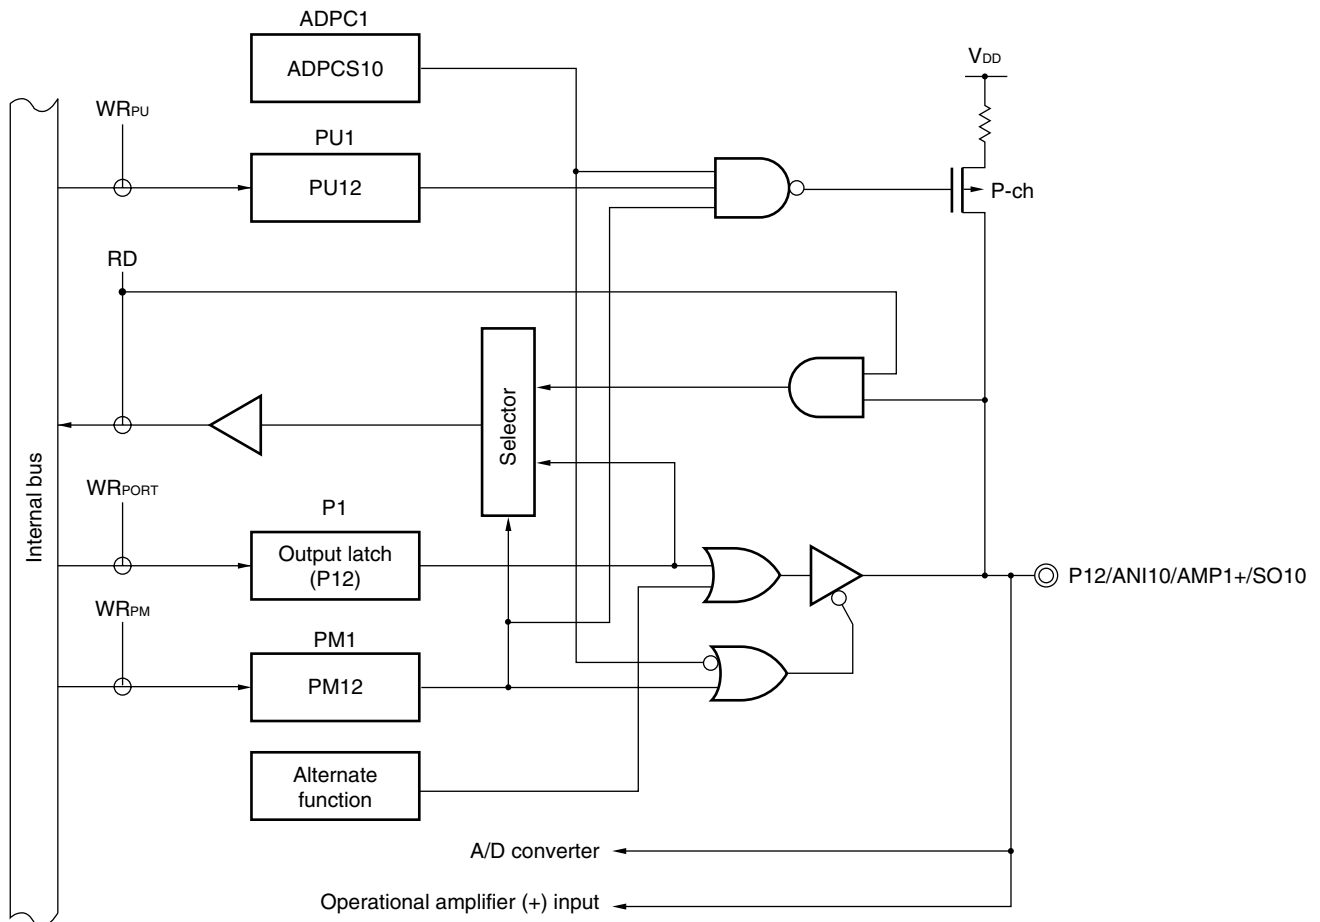 ADPC1
ADPCS10
VDD
WRPU
PU1
PU12
P-ch
RD
Selector
Internal bus
WRPORT
P1
Output latch
(P12)
P12/ANI10/AMP1+/SO10
WRPM
PM1
PM12
Alternate
function
A/D converter
Operational amplifier (+) input